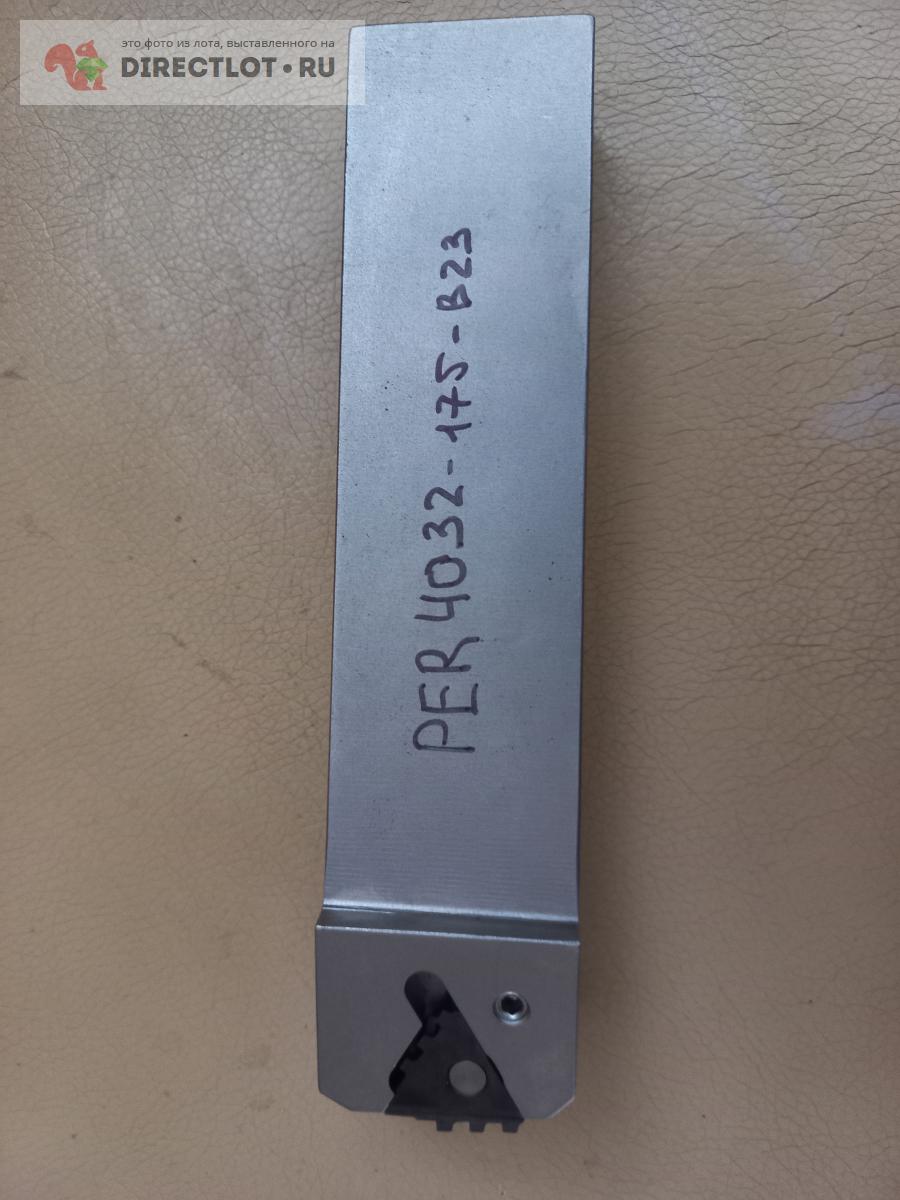 это фото из лота, выставленного на
DIRECTLOT•RU
PER 4032-175-B23